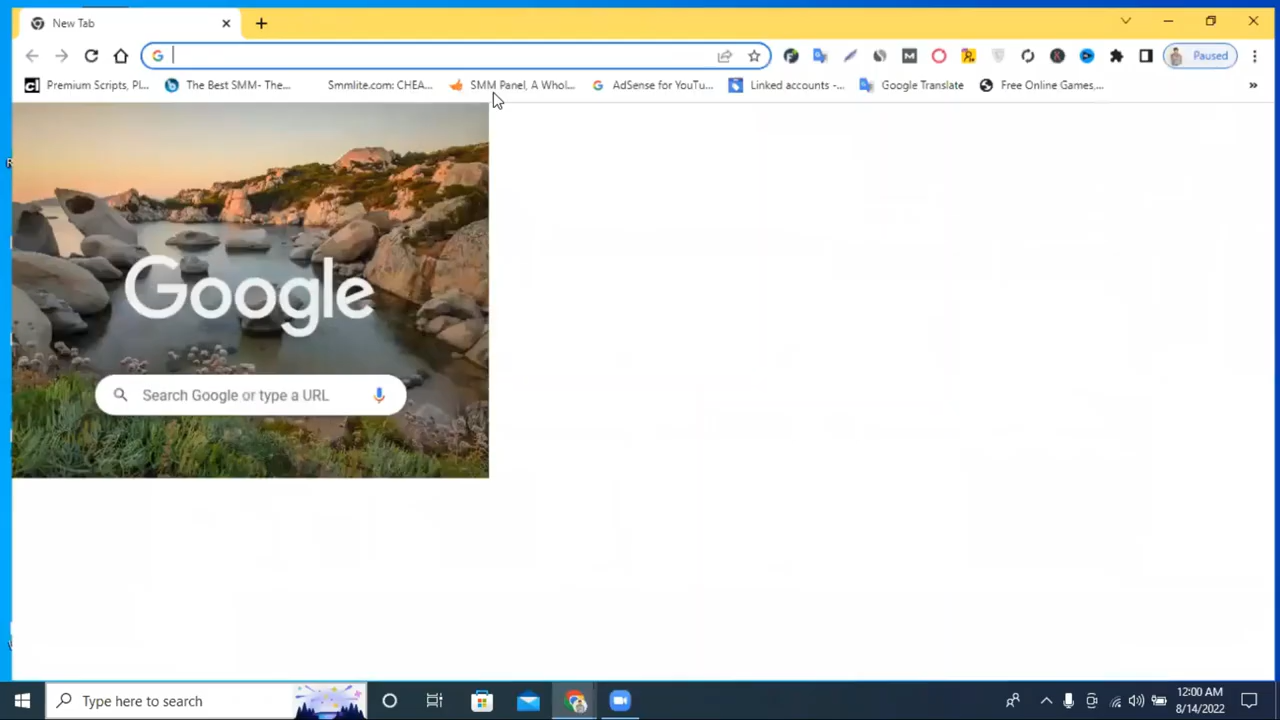 New Tab
Premium Scripts, Pl...
The Best SMM- The...
Smmlite.com: CHEA...
SMM Panel, A Whol...
AdSense for YouTu...
Linked accounts -...
Google Translate
Free Online Games,...
Paused
Google
Search Google or type a URL
Type here to search
12:00 AM
8/14/2022